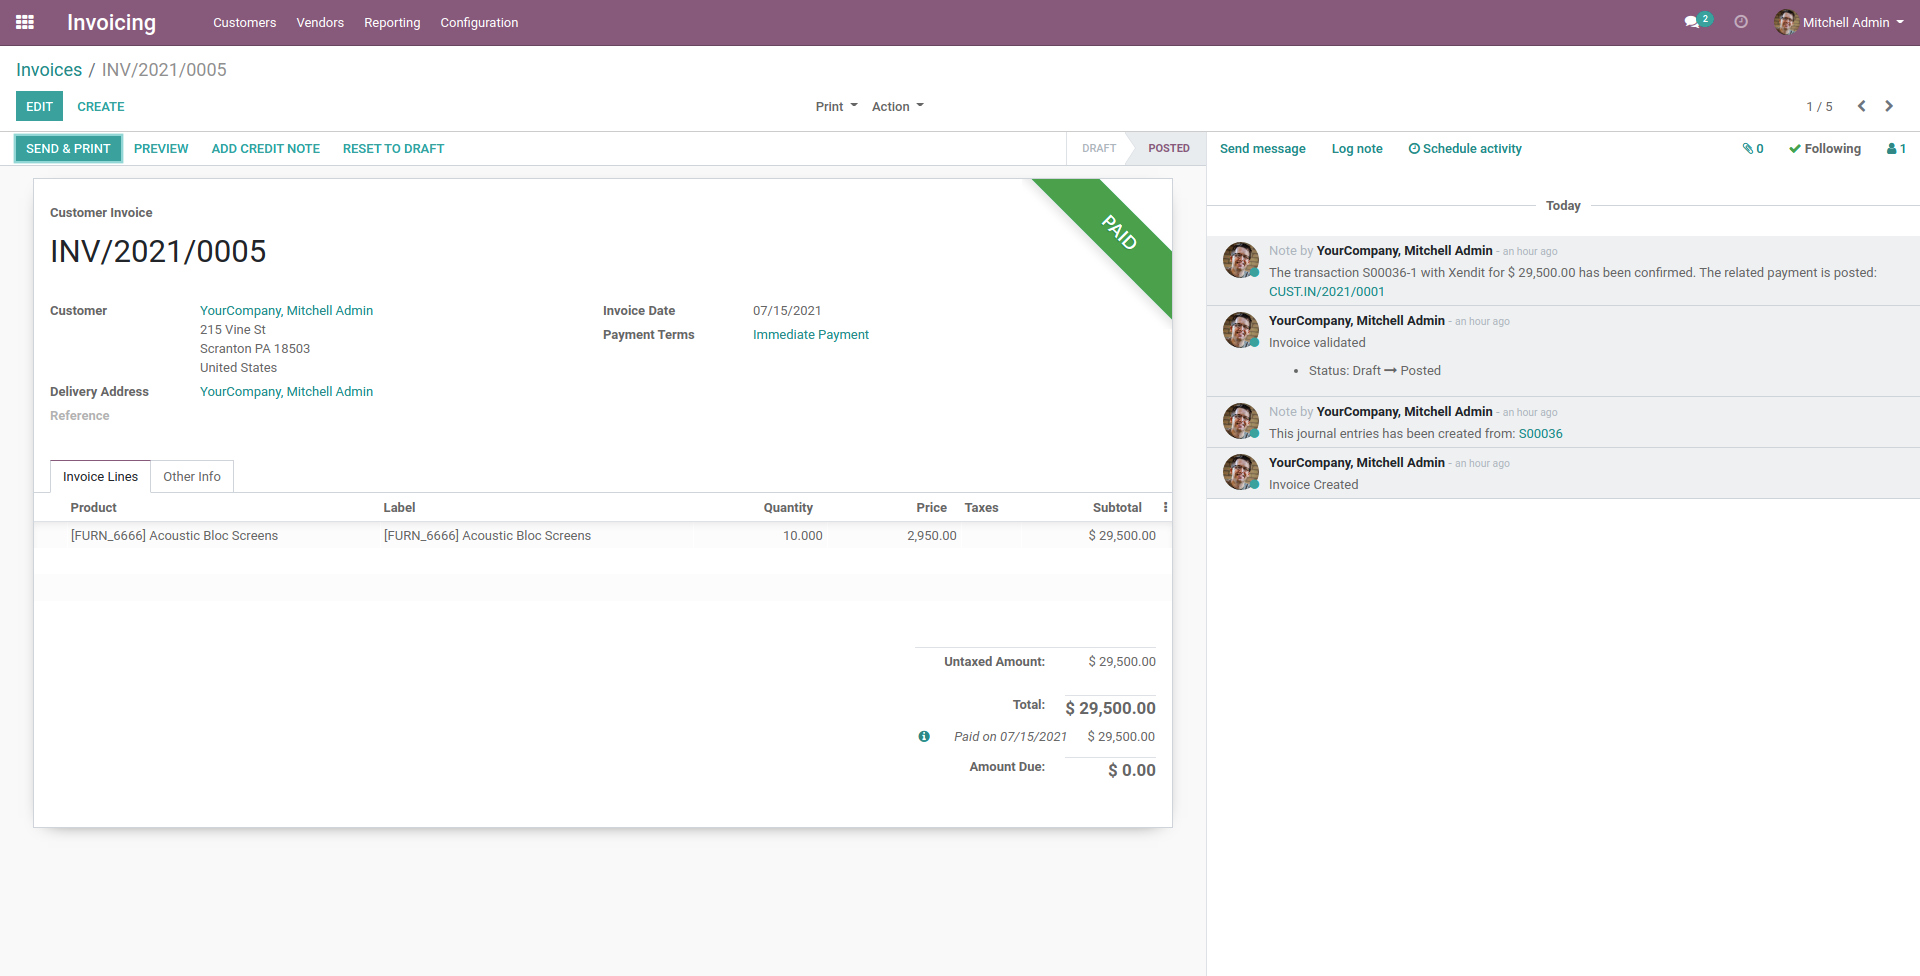 Invoicing
Customers Vendors Reporting Configuration
2
Mitchell Admin
Invoices / INV/2021/0005
EDIT CREATE
Print Action
1 / 5
SEND & PRINT PREVIEW ADD CREDIT NOTE RESET TO DRAFT
DRAFT POSTED
Send message Log note Schedule activity
0 Following 1
Customer Invoice
INV/2021/0005
PAID
Customer YourCompany, Mitchell Admin
215 Vine St
Scranton PA 18503
United States
Delivery Address YourCompany, Mitchell Admin
Reference
Invoice Date 07/15/2021
Payment Terms Immediate Payment
Invoice Lines Other Info
Product Label Quantity Price Taxes Subtotal
[FURN_6666] Acoustic Bloc Screens [FURN_6666] Acoustic Bloc Screens 10.000 2,950.00 $ 29,500.00
Untaxed Amount: $ 29,500.00
Total: $ 29,500.00
Paid on 07/15/2021 $ 29,500.00
Amount Due: $ 0.00
Today
Note by YourCompany, Mitchell Admin - an hour ago
The transaction S00036-1 with Xendit for $ 29,500.00 has been confirmed. The related payment is posted:
CUST.IN/2021/0001
YourCompany, Mitchell Admin - an hour ago
Invoice validated
• Status: Draft → Posted
Note by YourCompany, Mitchell Admin - an hour ago
This journal entries has been created from: S00036
YourCompany, Mitchell Admin - an hour ago
Invoice Created